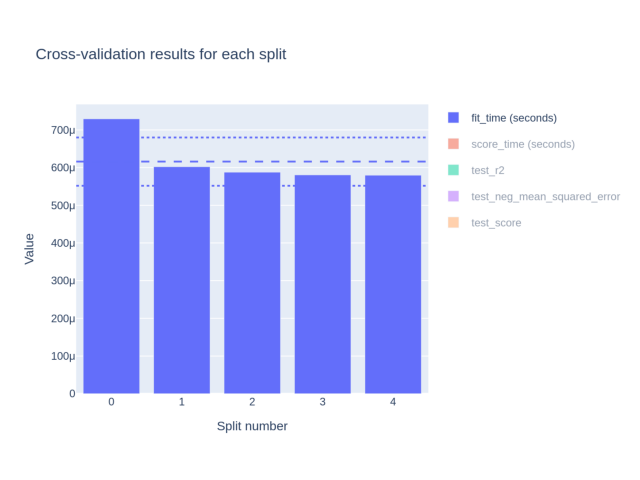 Cross-validation results for each split
700μ
600μ
500μ
400μ
300μ
200μ
100μ
0
Value
0 1 2 3 4
Split number
fit_time (seconds)
score_time (seconds)
test_r2
test_neg_mean_squared_error
test_score